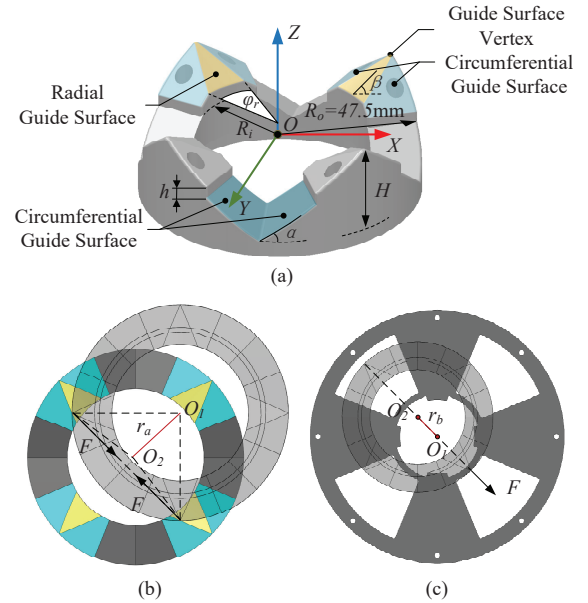 Guide Surface
Vertex
Circumferential
Guide Surface
Z
Radial
Guide Surface
φr
β
Ri
O
Ro=47.5mm
X
h
Y
H
Circumferential
Guide Surface
α
(a)
O1
ra
O2
F
F
(b)
O2
rb
O1
F
(c)